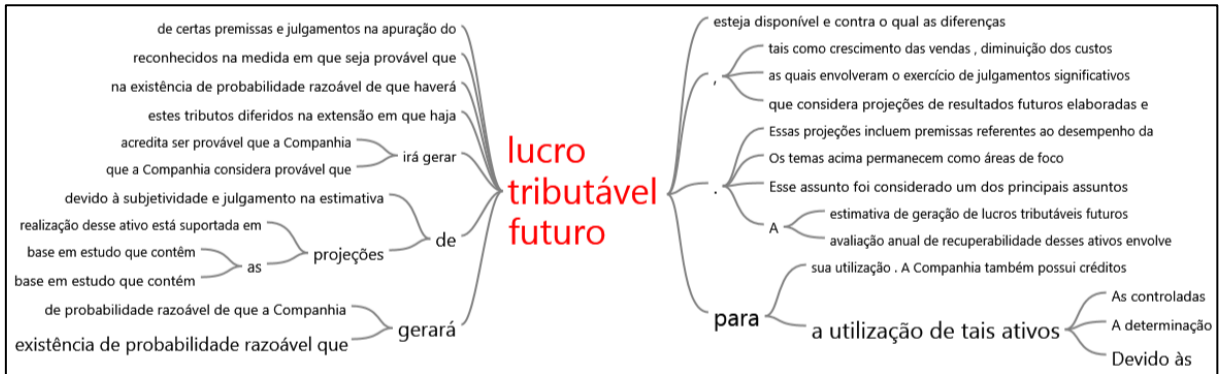 de certas premissas e julgamentos na apuração do
reconhecidos na medida em que seja provável que
na existência de probabilidade razoável de que haverá
estes tributos diferidos na extensão em que haja
acredita ser provável que a Companhia
que a Companhia considera provável que
irá gerar
devido à subjetividade e julgamento na estimativa
realização desse ativo está suportada em
base em estudo que contêm
base em estudo que contém
as
projeções
de
de probabilidade razoável de que a Companhia
existência de probabilidade razoável que
gerará
lucro
tributável
futuro
esteja disponível e contra o qual as diferenças
,
tais como crescimento das vendas , diminuição dos custos
as quais envolveram o exercício de julgamentos significativos
que considera projeções de resultados futuros elaboradas e
.
Essas projeções incluem premissas referentes ao desempenho da
Os temas acima permanecem como áreas de foco
Esse assunto foi considerado um dos principais assuntos
A
estimativa de geração de lucros tributáveis futuros
avaliação anual de recuperabilidade desses ativos envolve
para
sua utilização . A Companhia também possui créditos
a utilização de tais ativos
As controladas
A determinação
Devido às